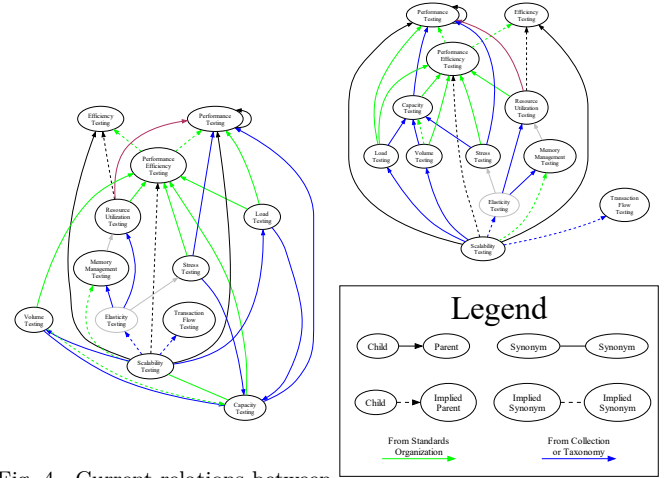 Performance
Testing
Efficiency
Testing
Performance
Efficiency
Testing
Capacity
Testing
Resource
Utilization
Testing
Load
Testing
Volume
Testing
Stress
Testing
Memory
Management
Testing
Elasticity
Testing
Transaction
Flow
Testing
Scalability
Testing
Efficiency
Testing
Performance
Testing
Performance
Efficiency
Testing
Resource
Utilization
Testing
Load
Testing
Memory
Management
Testing
Stress
Testing
Volume
Testing
Elasticity
Testing
Transaction
Flow
Testing
Scalability
Testing
Capacity
Testing
Legend
Child
Parent
Synonym
Synonym
Child
Implied
Parent
Implied
Synonym
Implied
Synonym
From Standards
Organization
From Collection
or Taxonomy
Fig. 4. Current relations between